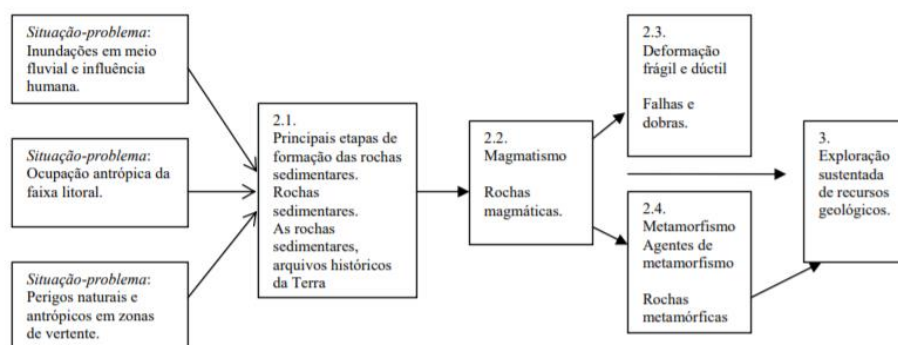 Situação-problema:
Inundações em meio
fluvial e influência
humana.
Situação-problema:
Ocupação antrópica da
faixa litoral.
Situação-problema:
Perigos naturais e
antrópicos em zonas
de vertente.
2.1.
Principais etapas de
formação das rochas
sedimentares.
Rochas
sedimentares.
As rochas
sedimentares,
arquivos históricos
da Terra
2.2.
Magmatismo
Rochas
magmáticas.
2.3.
Deformação
frágil e dúctil
Falhas e
dobras.
2.4.
Metamorfismo
Agentes de
metamorfismo
Rochas
metamórficas
3.
Exploração
sustentada
de recursos
geológicos.